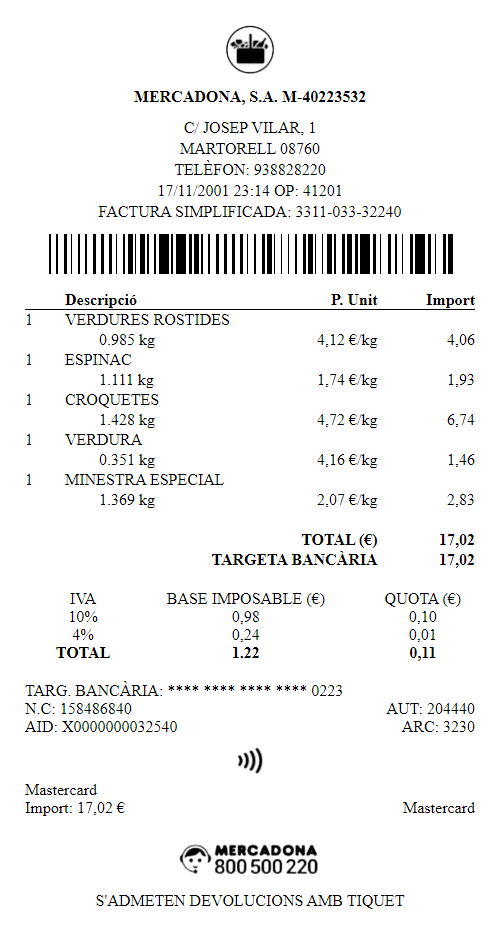 MERCADONA, S.A. M-40223532
C/ JOSEP VILAR, 1
MARTORELL 08760
TELÈFON: 938828220
17/11/2001 23:14 OP: 41201
FACTURA SIMPLIFICADA: 3311-033-32240
Descripció P. Unit Import
1 VERDURES ROSTIDES
0.985 kg 4,12 €/kg 4,06
1 ESPINAC
1.111 kg 1,74 €/kg 1,93
1 CROQUETES
1.428 kg 4,72 €/kg 6,74
1 VERDURA
0.351 kg 4,16 €/kg 1,46
1 MINESTRA ESPECIAL
1.369 kg 2,07 €/kg 2,83
TOTAL (€) 17,02
TARGETA BANCÀRIA 17,02
IVA BASE IMPOSABLE (€) QUOTA (€)
10% 0,98 0,10
4% 0,24 0,01
TOTAL 1.22 0,11
TARG. BANCÀRIA: **** **** **** **** 0223
N.C: 158486840 AUT: 204440
AID: X0000000032540 ARC: 3230
Mastercard
Import: 17,02 € Mastercard
MERCADONA
800 500 220
S'ADMETEN DEVOLUCIONS AMB TIQUET